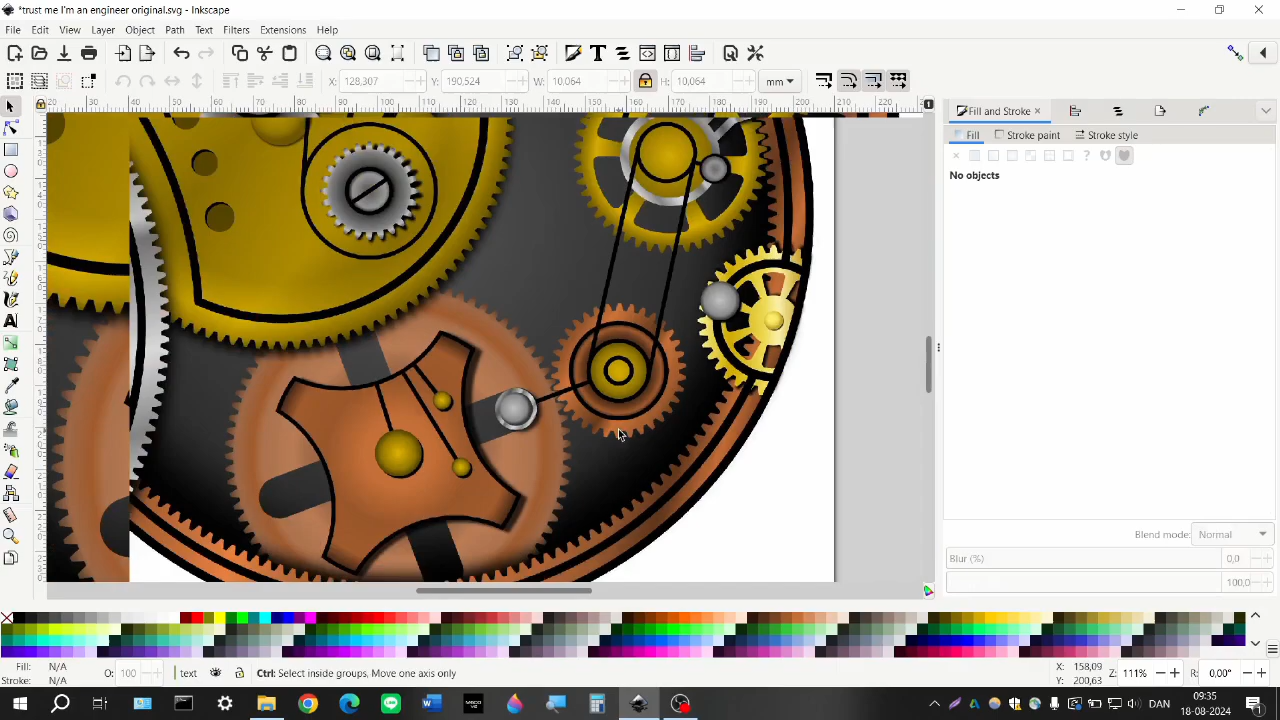 *trust me I'm an engineer original.svg - Inkscape
File Edit View Layer Object Path Text Filters Extensions Help
X: 128,307 Y: 190,524 W: 10,064 H: 10,064 mm
Fill and Stroke
Fill Stroke paint Stroke style
No objects
Blend mode: Normal
Blur (%) 0,0
100,0
Fill: N/A
Stroke: N/A
O: 100
text
Ctrl: Select inside groups, Move one axis only
X: 158,09
Y: 200,63
Z: 111%
R: 0,00°
DAN
09:35
18-08-2024